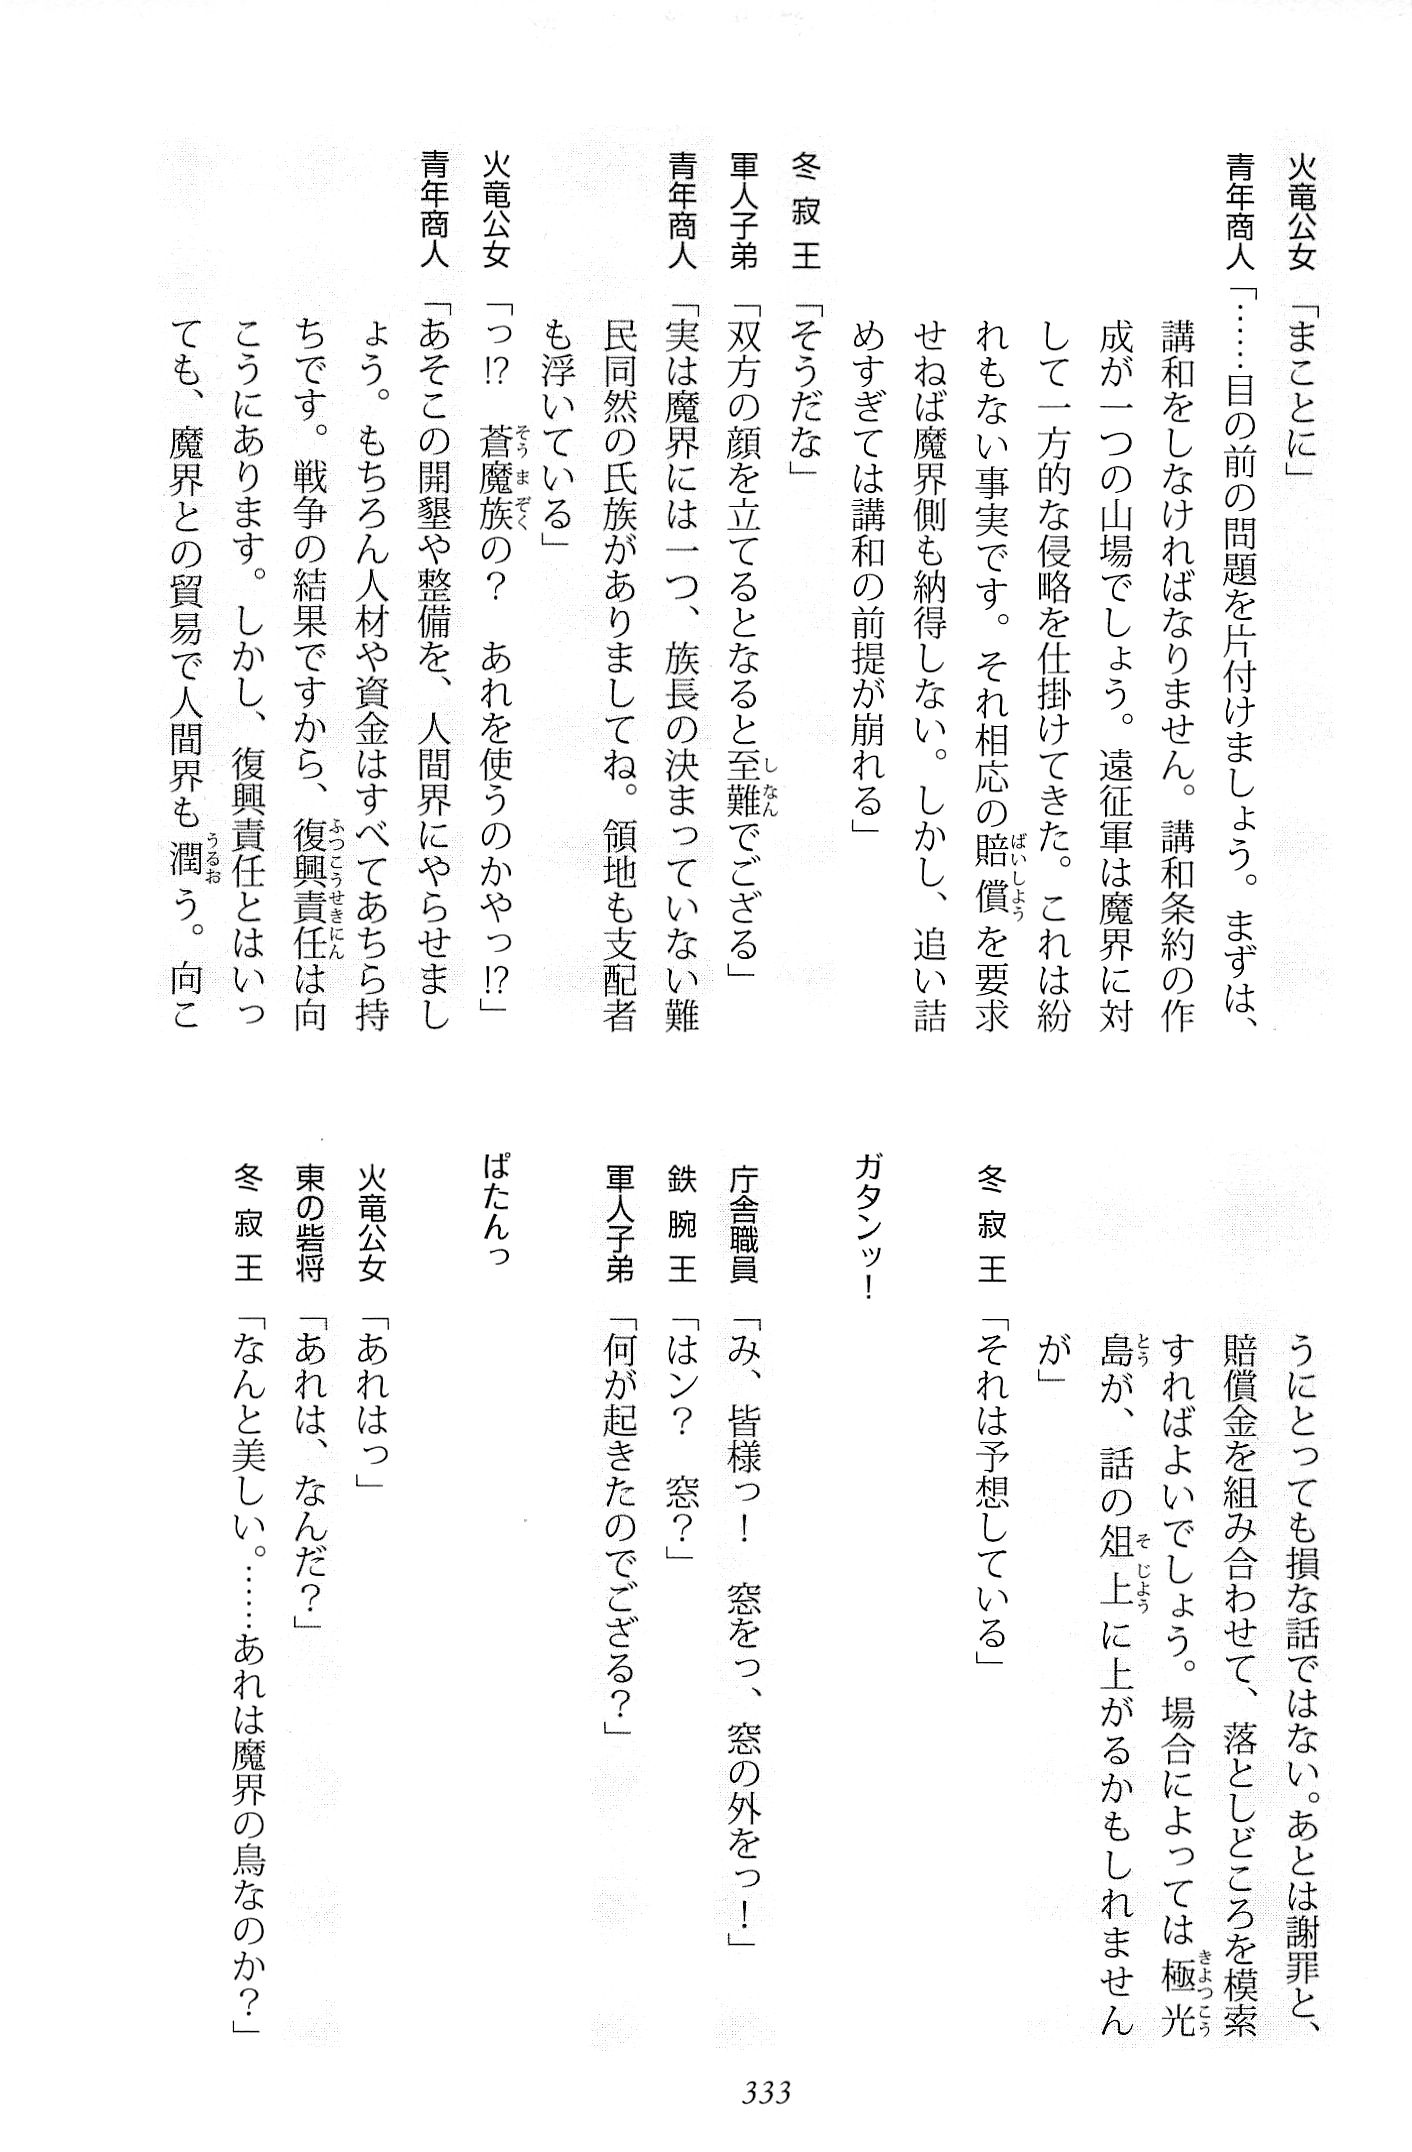 火竜公女「まことに」
青年商人「……目の前の問題を片付けましょう。まずは、
講和をしなければなりません。講和条約の作
成が一つの山場でしょう。遠征軍は魔界に対
して一方的な侵略を仕掛けてきた。これは紛
れもない事実です。それ相応の賠償を要求
せねば魔界側も納得しない。しかし、追い詰
めすぎては講和の前提が崩れる」
冬寂王「そうだな」
軍人子弟「双方の顔を立てるとなると至難でござる」
青年商人「実は魔界には一つ、族長の決まっていない難
民同然の氏族がありましてね。領地も支配者
も浮いている」
火竜公女「っ!?　蒼魔族の？　あれを使うのかやっ!?」
青年商人「あそこの開墾や整備を、人間界にやらせまし
ょう。もちろん人材や資金はすべてあちら持
ちです。戦争の結果ですから、復興責任は向
こうにあります。しかし、復興責任とはいっ
ても、魔界との貿易で人間界も潤う。向こ
うにとっても損な話ではない。あとは謝罪と、
賠償金を組み合わせて、落としどころを模索
すればよいでしょう。場合によっては極光
島が、話の俎上に上がるかもしれません
が」
冬寂王「それは予想している」
ガタンッ！
庁舎職員「み、皆様っ！　窓をっ、窓の外をっ！」
鉄腕王「はン？　窓？」
軍人子弟「何が起きたのでござる？」
ぱたんっ
火竜公女「あれはっ」
東の砦将「あれは、なんだ？」
冬寂王「なんと美しい。……あれは魔界の鳥なのか？」
333